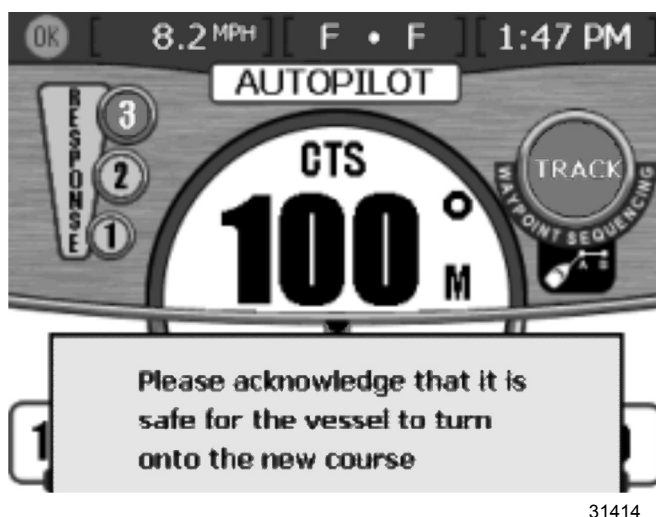 OK [ 8.2 MPH ] [ F • F ] [ 1:47 PM ]
AUTOPILOT
RESPONSE
3
2
1
CTS
100° M
TRACK
WAYPOINT SEQUENCING
A B
Please acknowledge that it is
safe for the vessel to turn
onto the new course
31414